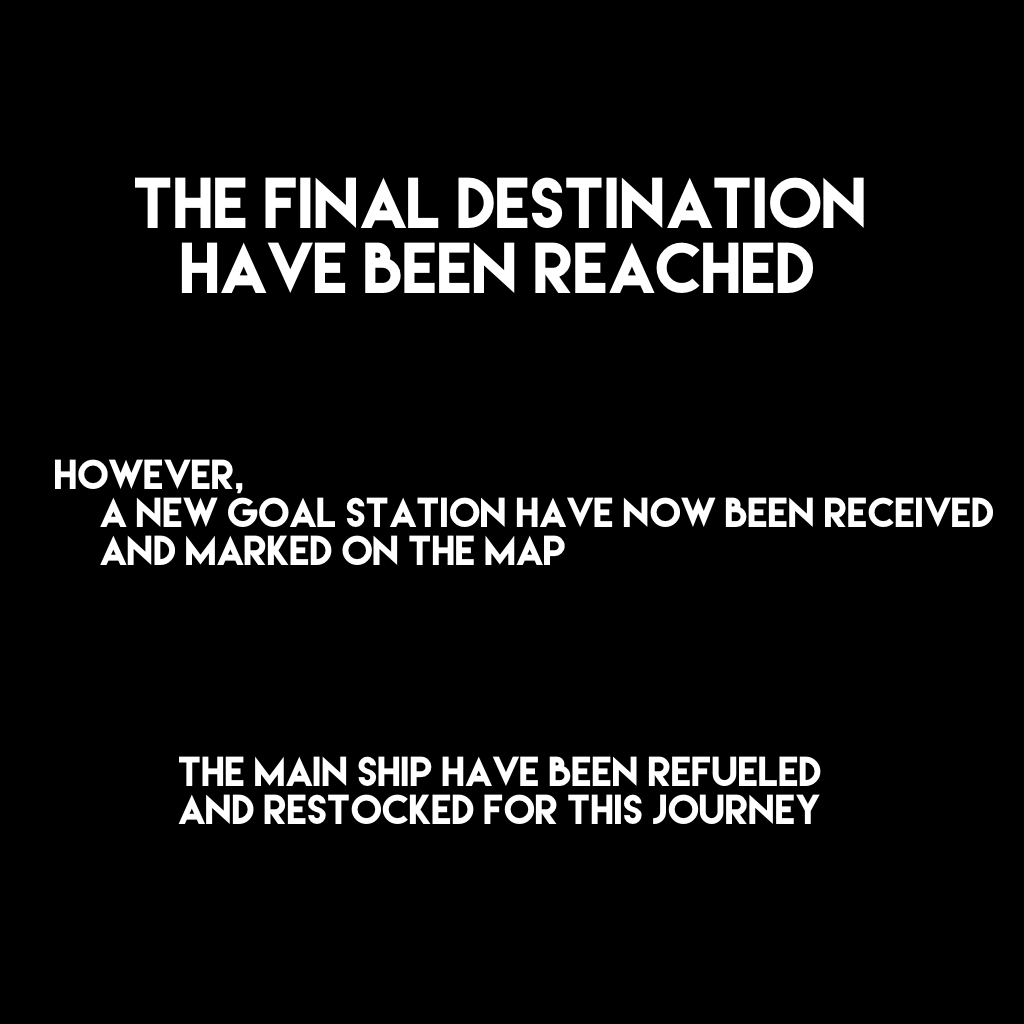 THE FINAL DESTINATION
HAVE BEEN REACHED
HOWEVER,
A NEW GOAL STATION HAVE NOW BEEN RECEIVED
AND MARKED ON THE MAP
THE MAIN SHIP HAVE BEEN REFUELED
AND RESTOCKED FOR THIS JOURNEY